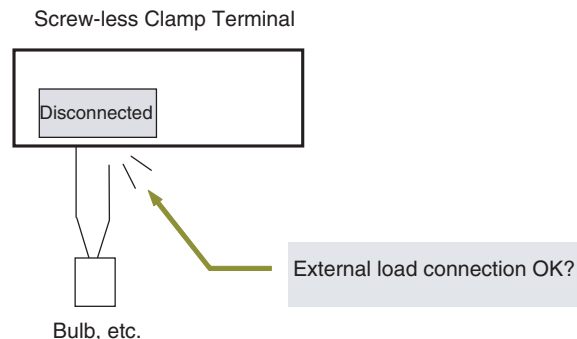 Screw-less Clamp Terminal
Disconnected
External load connection OK?
Bulb, etc.